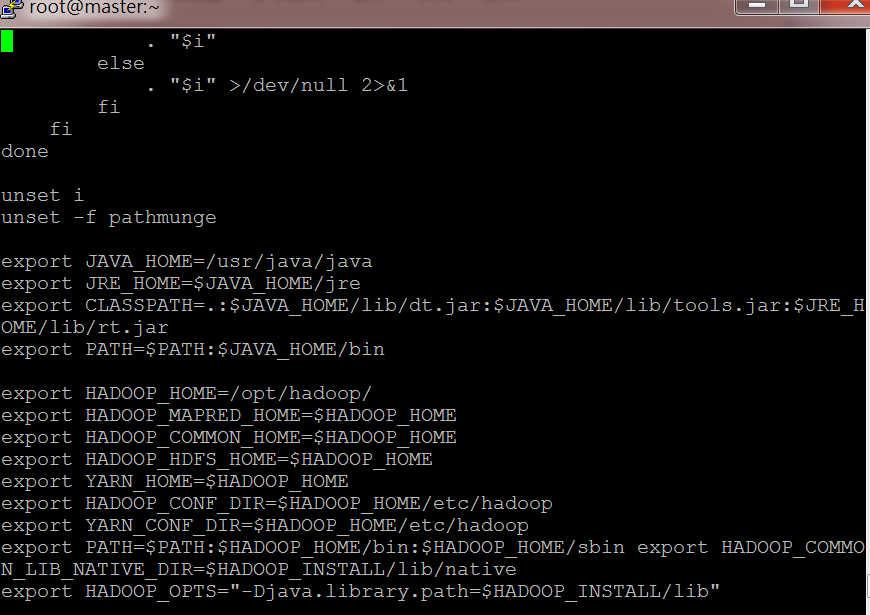 root@master:~
. "$i"
else
. "$i" >/dev/null 2>&1
fi
fi
done
unset i
unset -f pathmunge
export JAVA_HOME=/usr/java/java
export JRE_HOME=$JAVA_HOME/jre
export CLASSPATH=.:$JAVA_HOME/lib/dt.jar:$JAVA_HOME/lib/tools.jar:$JRE_H
OME/lib/rt.jar
export PATH=$PATH:$JAVA_HOME/bin
export HADOOP_HOME=/opt/hadoop/
export HADOOP_MAPRED_HOME=$HADOOP_HOME
export HADOOP_COMMON_HOME=$HADOOP_HOME
export HADOOP_HDFS_HOME=$HADOOP_HOME
export YARN_HOME=$HADOOP_HOME
export HADOOP_CONF_DIR=$HADOOP_HOME/etc/hadoop
export YARN_CONF_DIR=$HADOOP_HOME/etc/hadoop
export PATH=$PATH:$HADOOP_HOME/bin:$HADOOP_HOME/sbin export HADOOP_COMMO
N_LIB_NATIVE_DIR=$HADOOP_INSTALL/lib/native
export HADOOP_OPTS="-Djava.library.path=$HADOOP_INSTALL/lib"